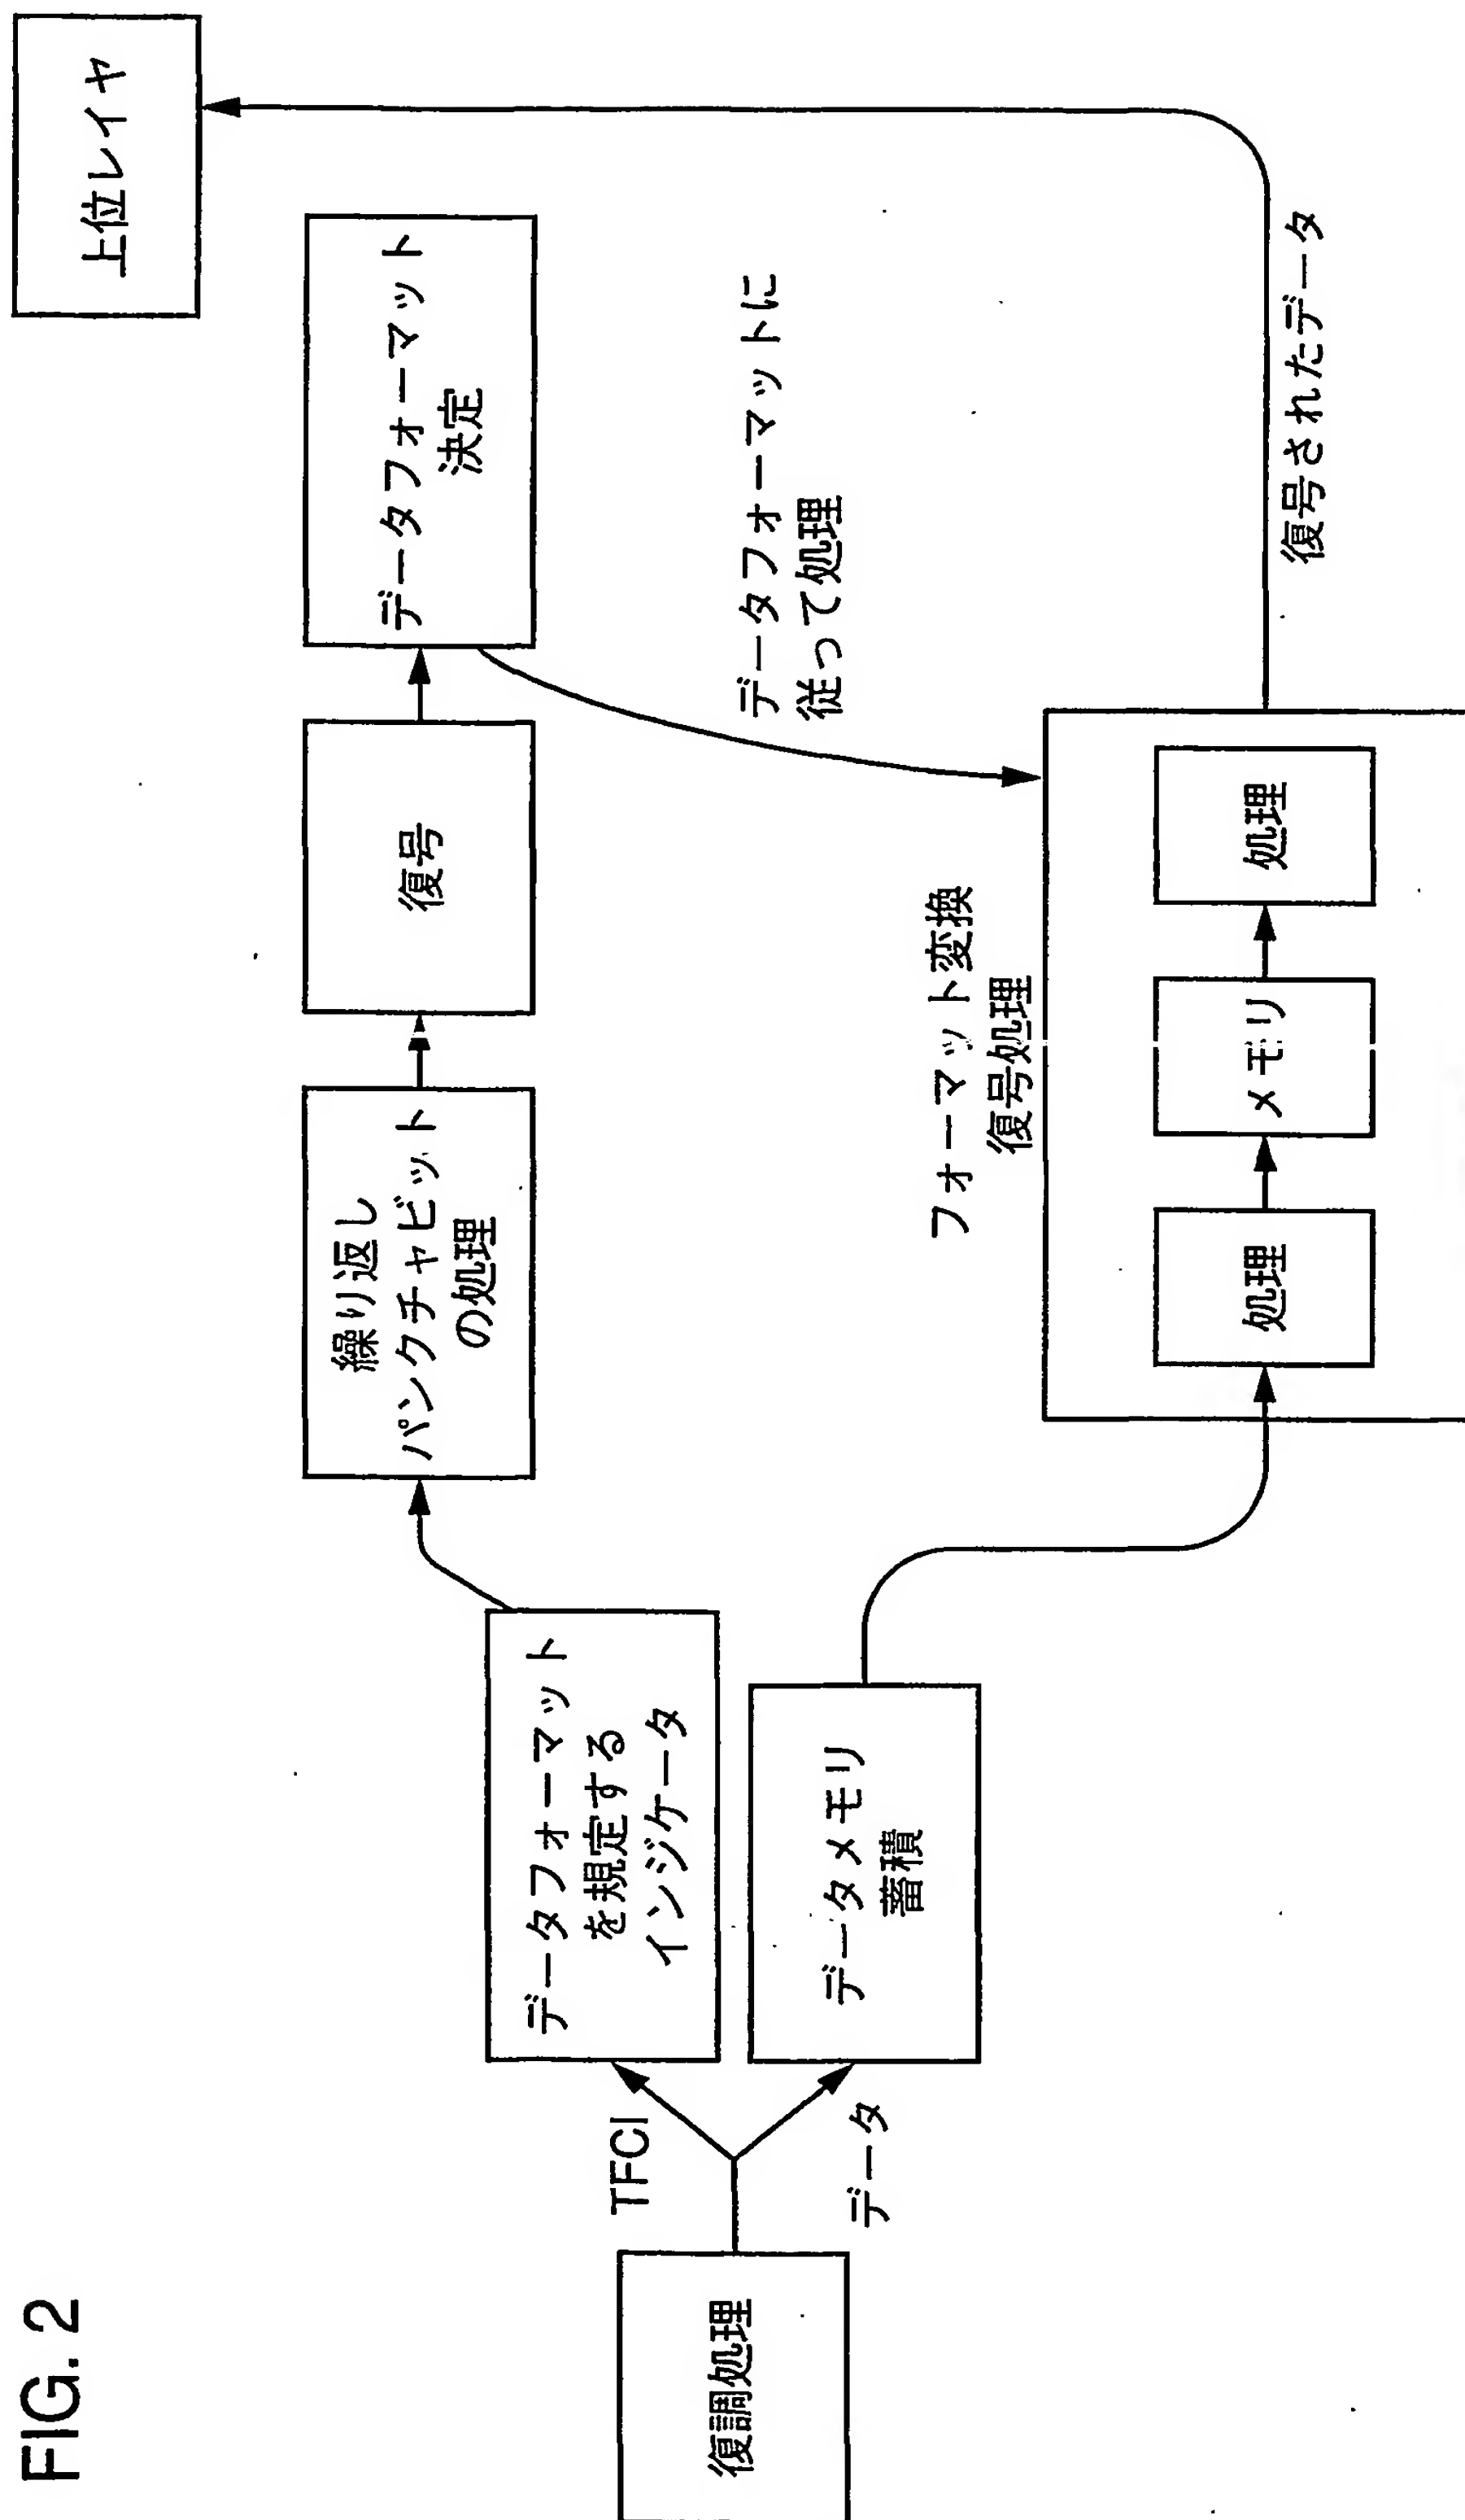 FIG. 2
復調処理
TFCI
データ
データフォーマット
を規定する
インジケータ
データメモリ
蓄積
繰り返し
パンクチャビット
の処理
復号
データフォーマット
決定
データフォーマットに
従って処理
フォーマット変換
復号処理
処理
メモリ
処理
復号されたデータ
上位レイヤ